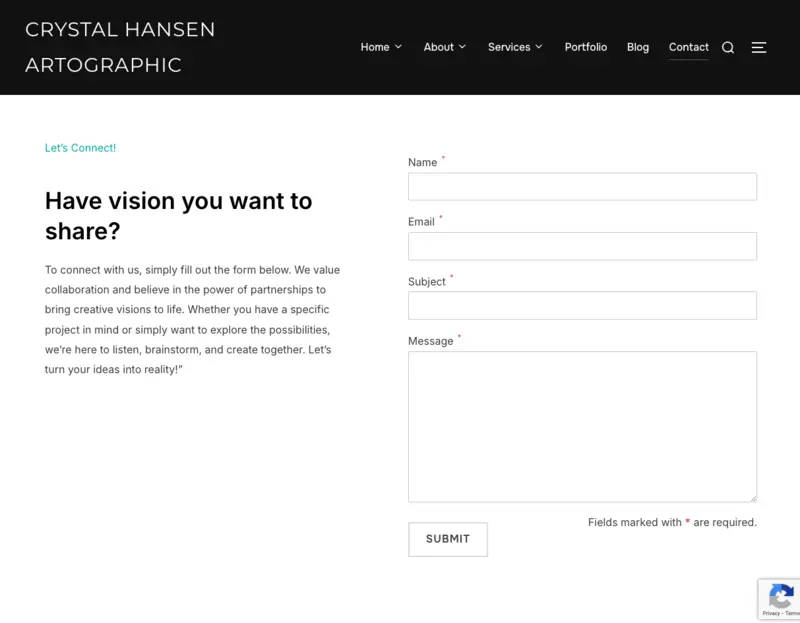 CRYSTAL HANSEN
ARTOGRAPHIC
Home About Services Portfolio Blog Contact
Let's Connect!
Have vision you want to
share?
To connect with us, simply fill out the form below. We value
collaboration and believe in the power of partnerships to
bring creative visions to life. Whether you have a specific
project in mind or simply want to explore the possibilities,
we're here to listen, brainstorm, and create together. Let's
turn your ideas into reality!"
Name *
Email *
Subject *
Message *
Fields marked with * are required.
SUBMIT
Privacy - Terms